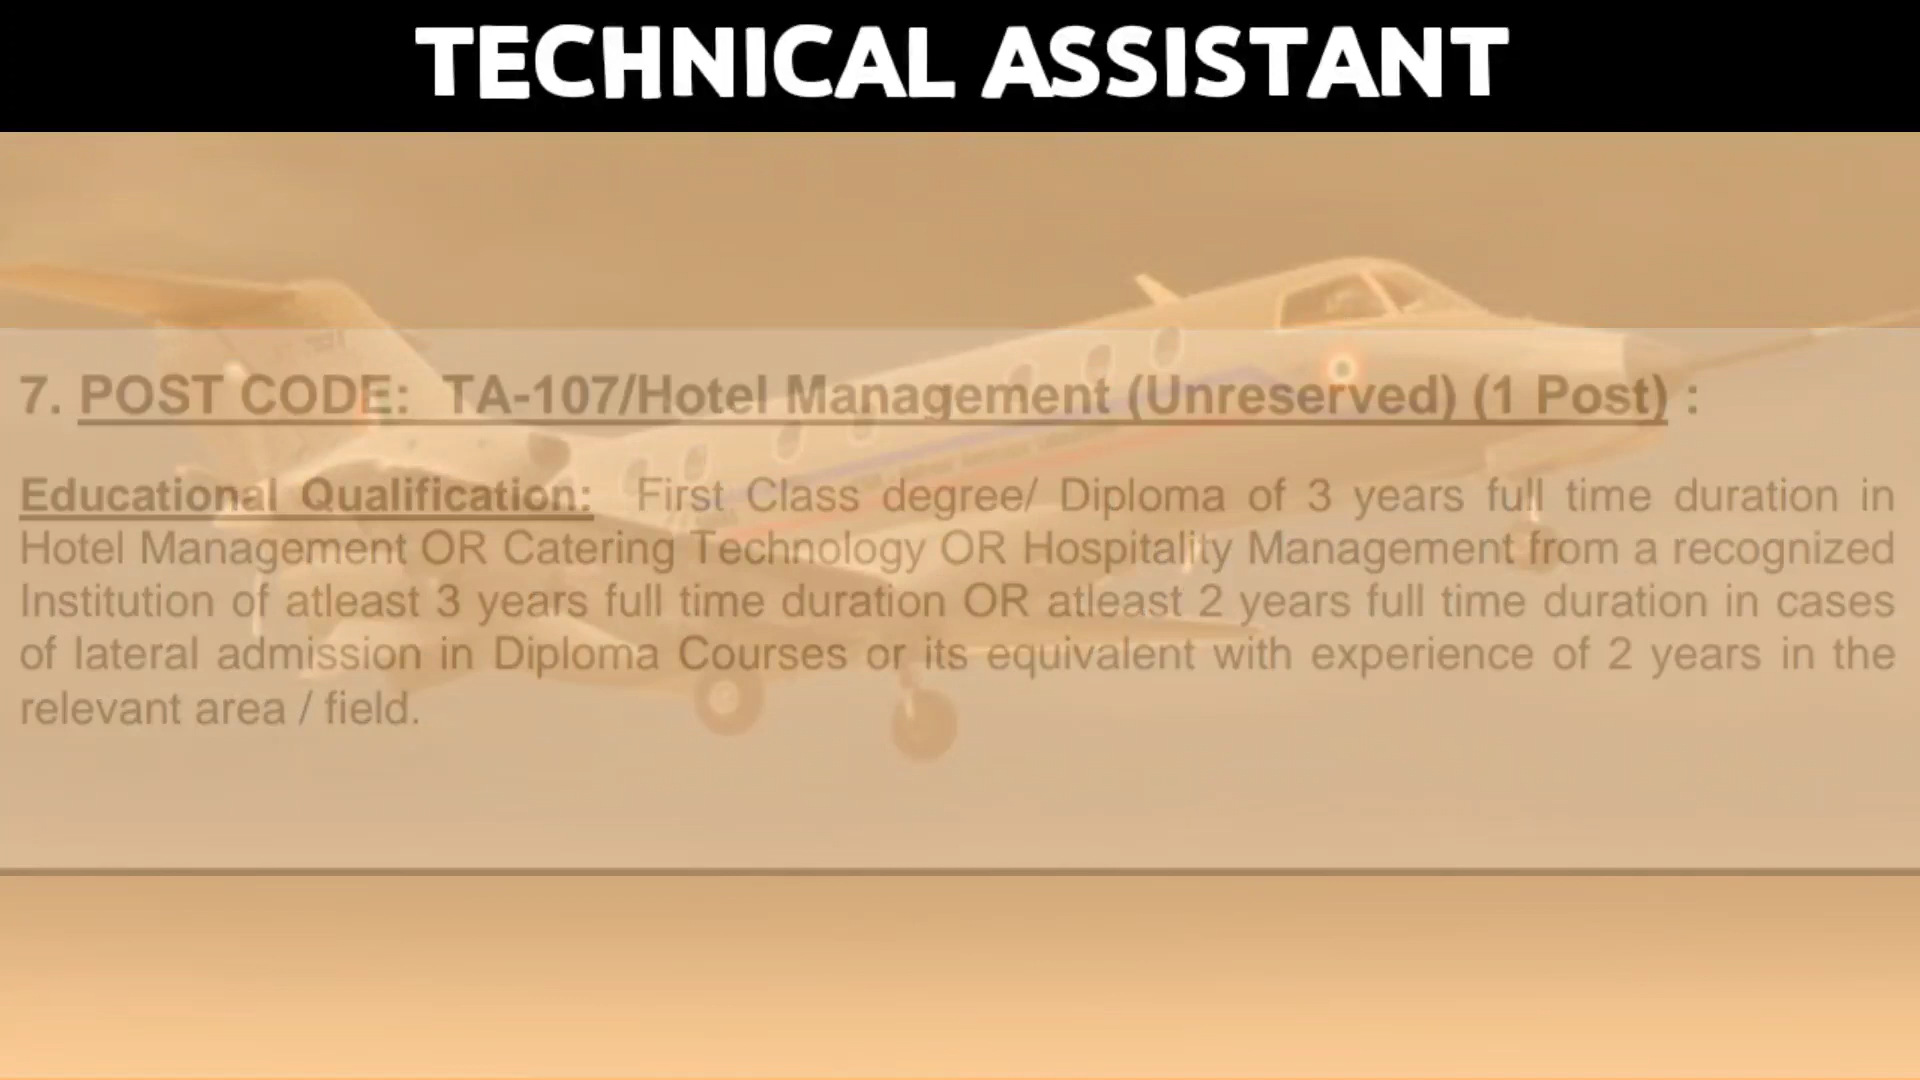 TECHNICAL ASSISTANT
7. POST CODE: TA-107/Hotel Management (Unreserved) (1 Post) :
Educational Qualification: First Class degree/ Diploma of 3 years full time duration in
Hotel Management OR Catering Technology OR Hospitality Management from a recognized
Institution of atleast 3 years full time duration OR atleast 2 years full time duration in cases
of lateral admission in Diploma Courses or its equivalent with experience of 2 years in the
relevant area / field.